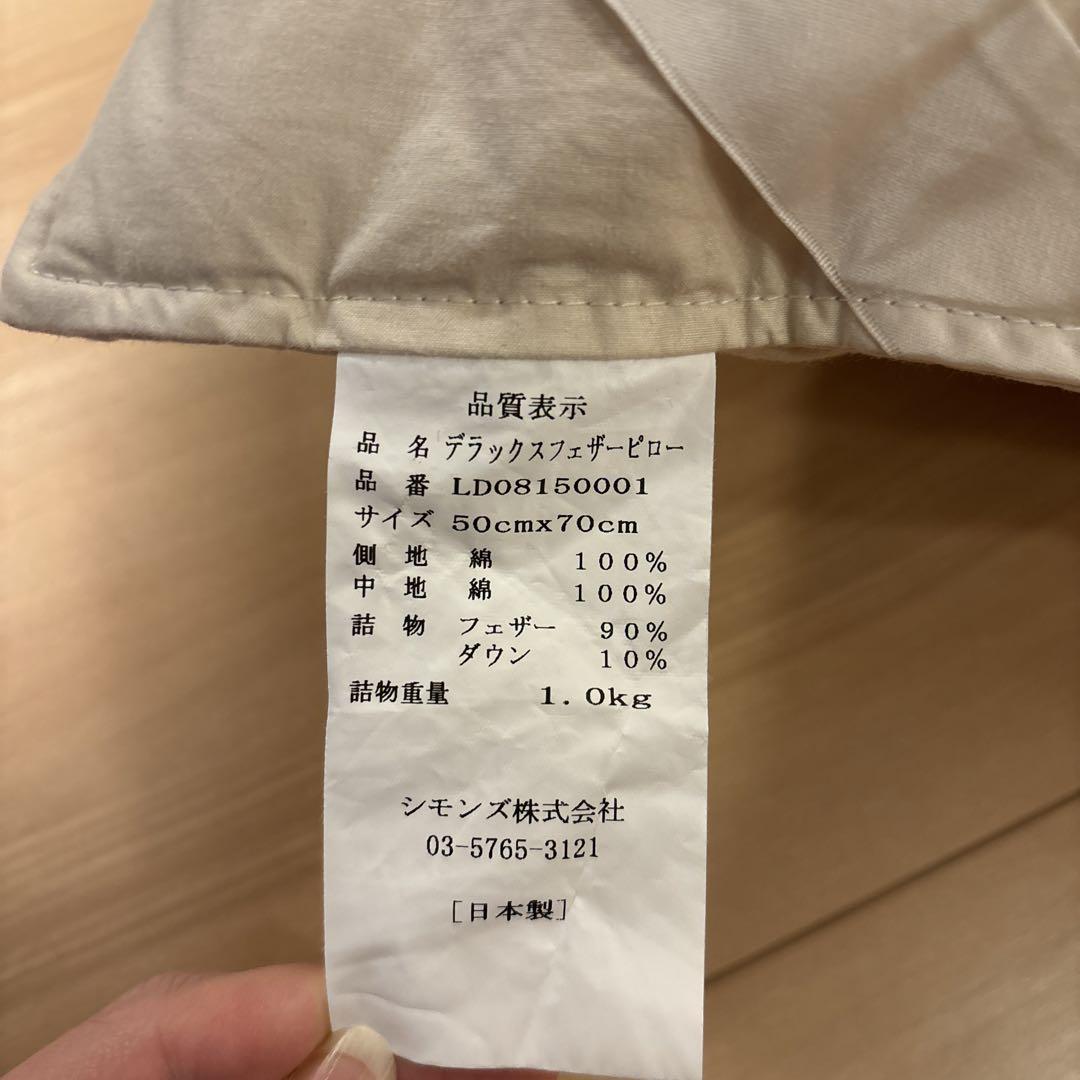 品質表示
品 名 デラックスフェザーピロー
品 番 LD08150001
サイズ 50cmx70cm
側 地 綿 100%
中 地 綿 100%
詰 物 フェザー 90%
ダウン 10%
詰物重量 1.0kg
シモンズ株式会社
03-5765-3121
[日本製]